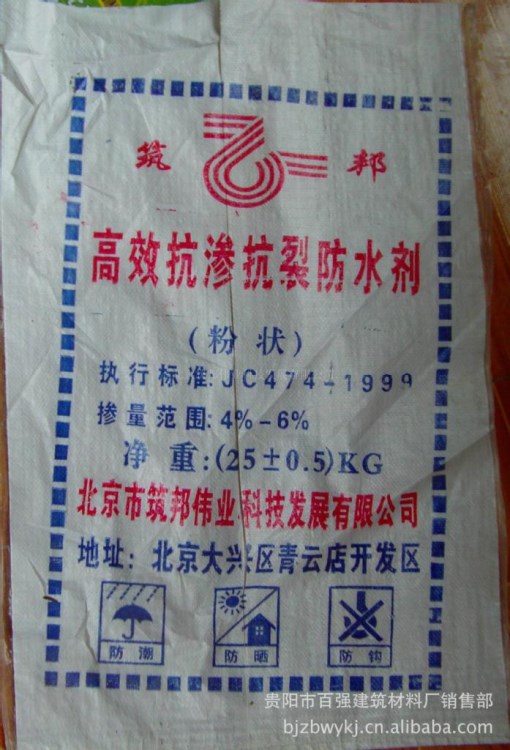 筑 邦
高效抗渗抗裂防水剂
(粉状)
执行标准:JC474-1999
掺量范围:4%-6%
净重:(25±0.5)KG
北京市筑邦伟业科技发展有限公司
地址:北京大兴区青云店开发区
防潮 防晒 防钩
贵阳市百强建筑材料厂销售部
bjzbwykj.cn.alibaba.com